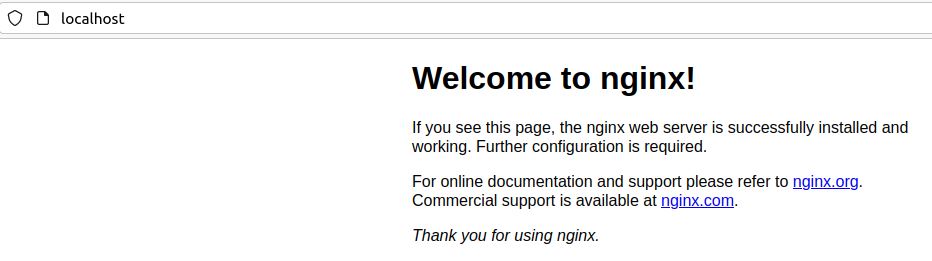 localhost
Welcome to nginx!
If you see this page, the nginx web server is successfully installed and
working. Further configuration is required.
For online documentation and support please refer to nginx.org.
Commercial support is available at nginx.com.
Thank you for using nginx.